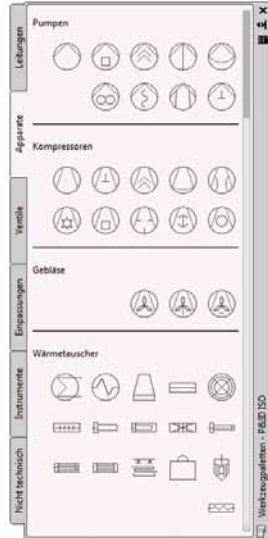 Leitungen
Apparate
Ventile
Einpassungen
Instrumente
Nicht technisch
Pumpen
Kompressoren
Gebläse
Wärmetauscher
Werkzeugpaletten - P&ID ISO